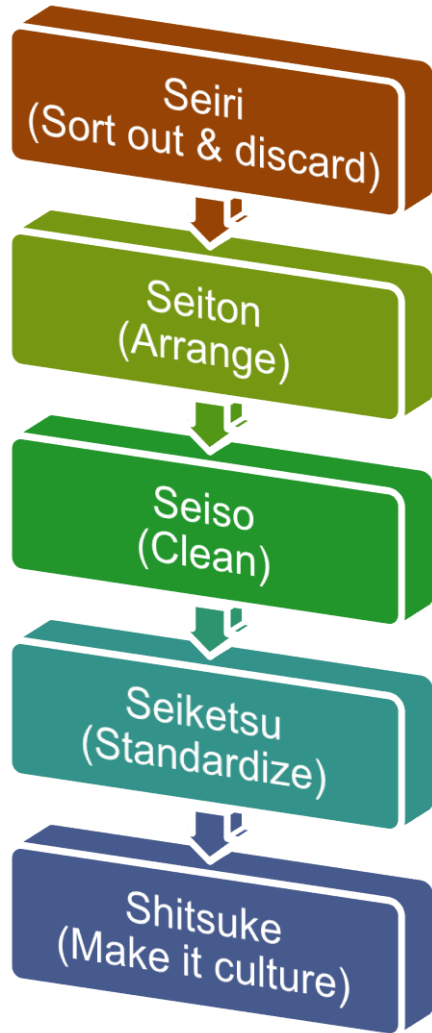 Seiri
(Sort out & discard)
Seiton
(Arrange)
Seiso
(Clean)
Seiketsu
(Standardize)
Shitsuke
(Make it culture)